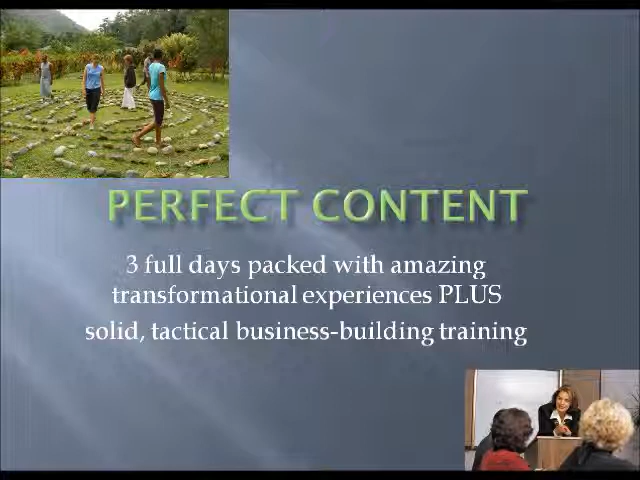 PERFECT CONTENT
3 full days packed with amazing
transformational experiences PLUS
solid, tactical business-building training